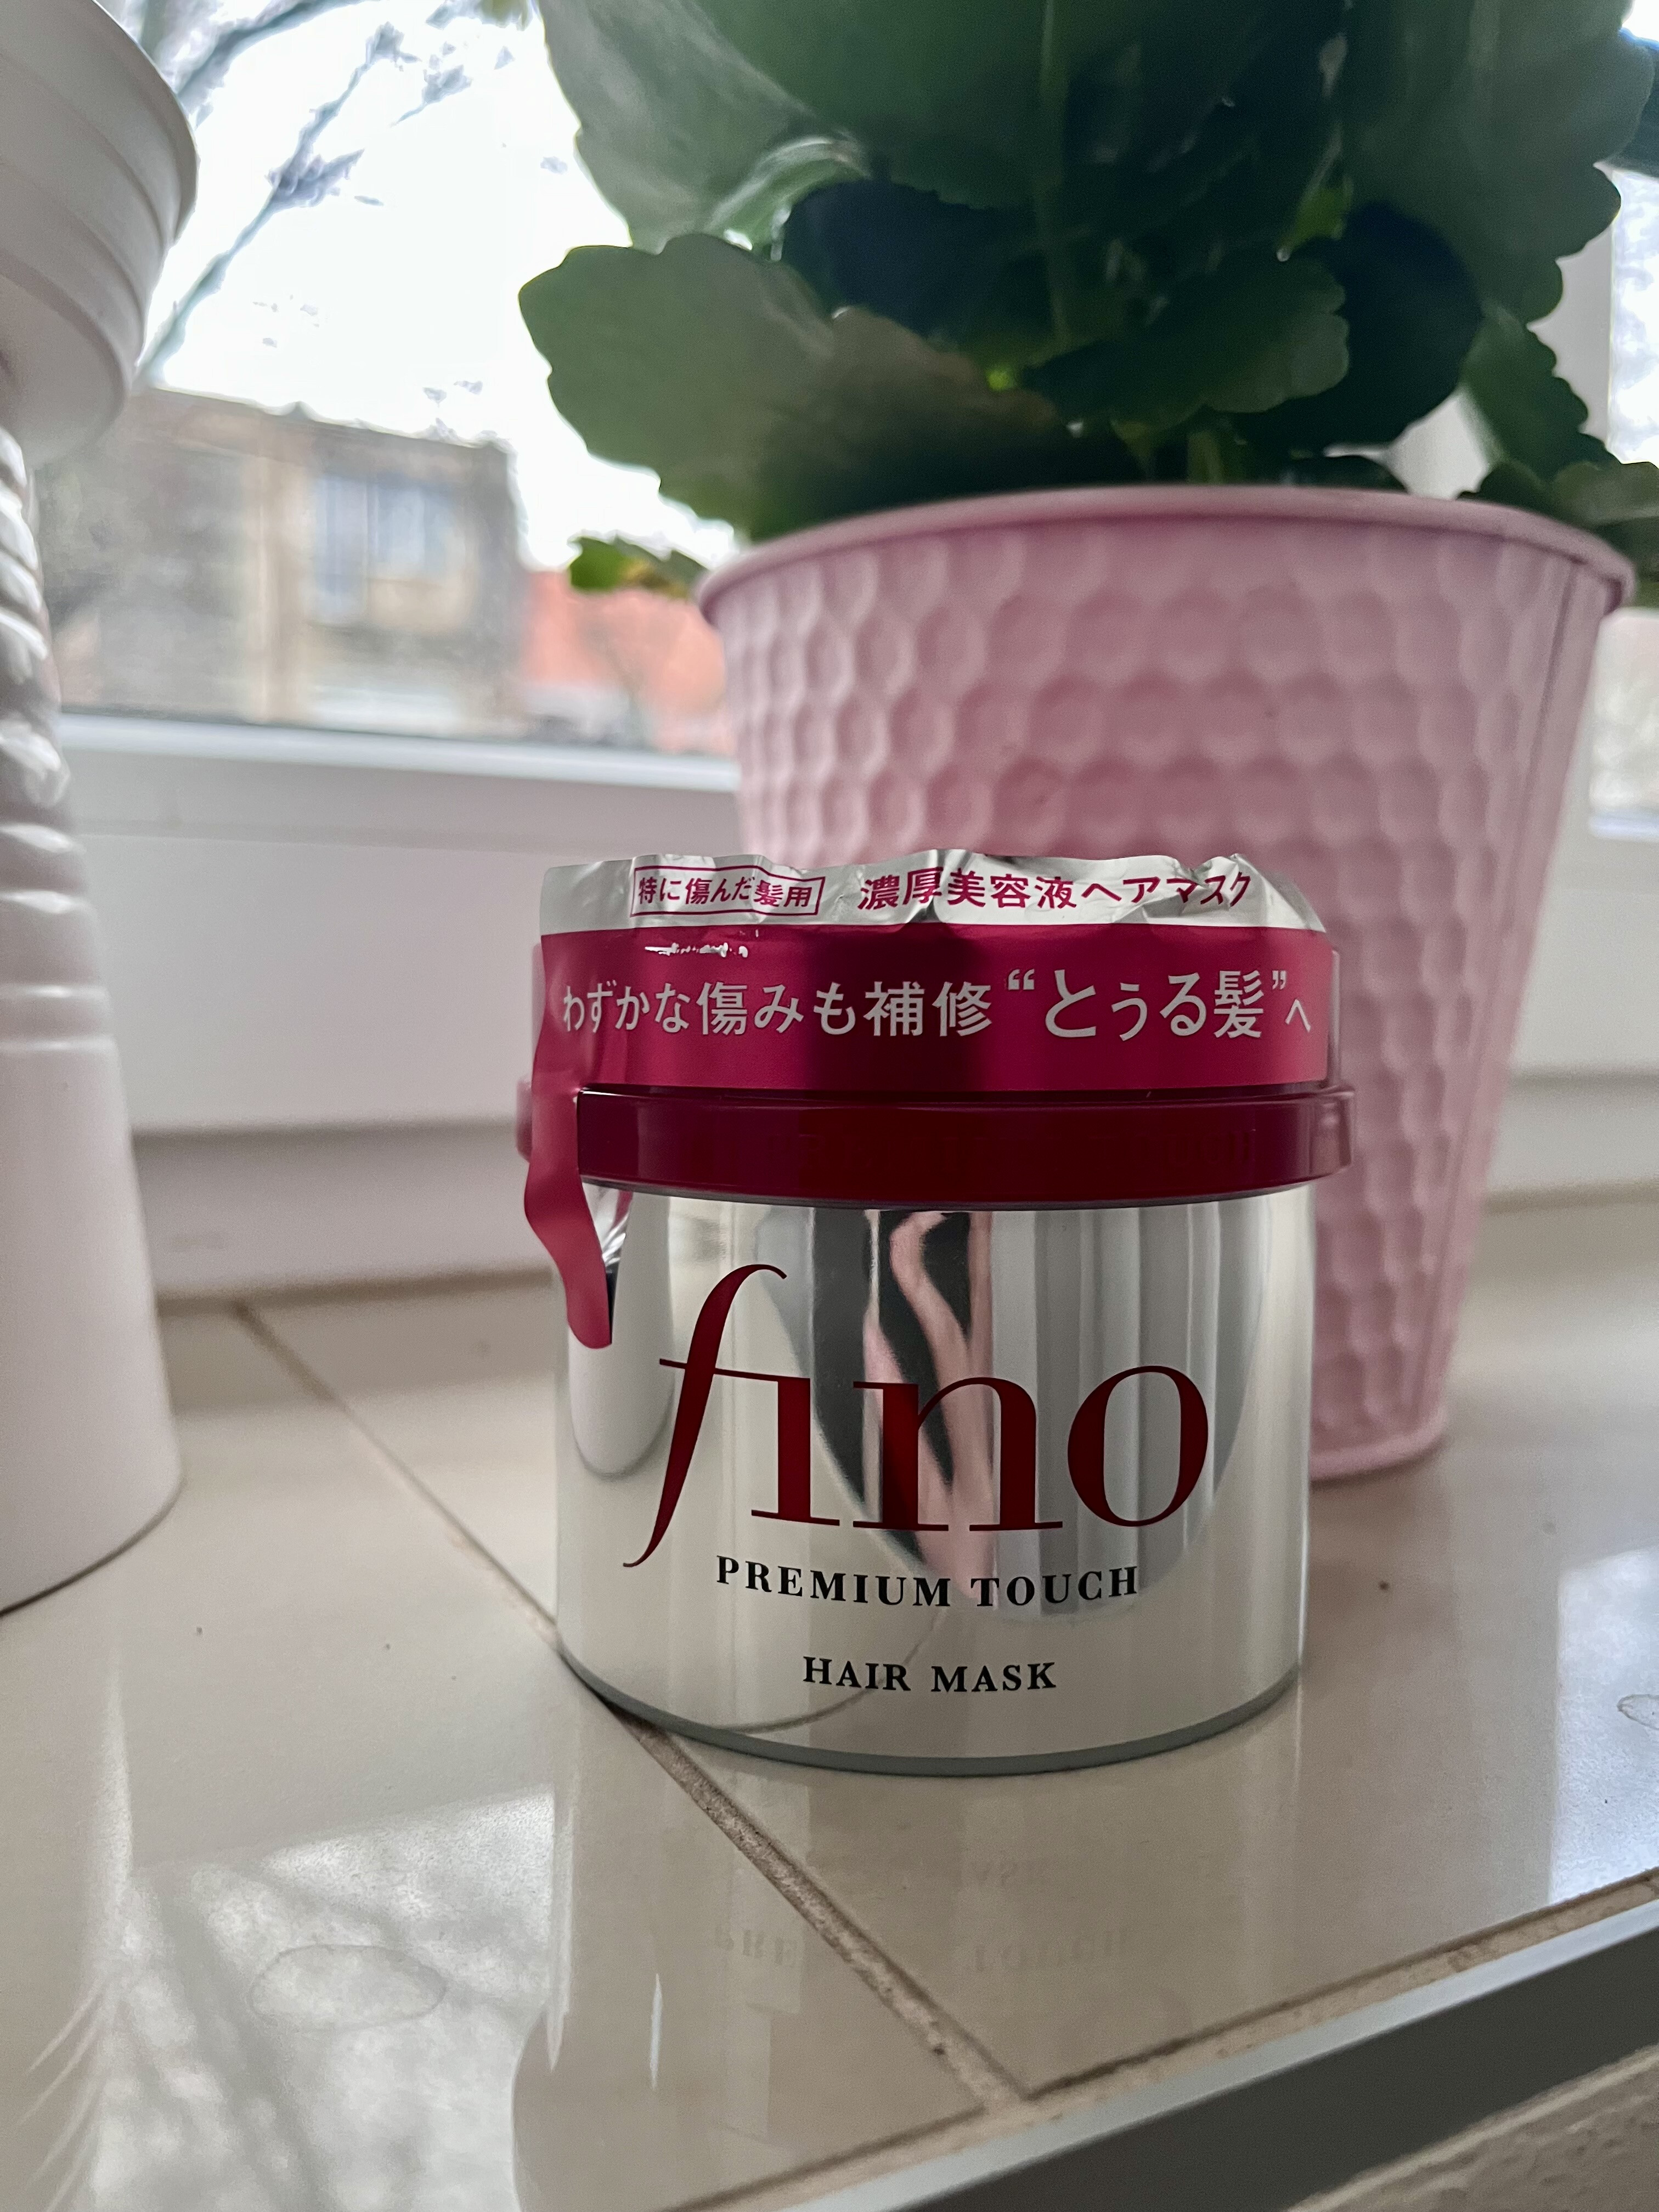 特に傷んだ髪用 濃厚美容液ヘアマスク
わずかな傷みも補修“とぅる髪”へ
fino
PREMIUM TOUCH
HAIR MASK